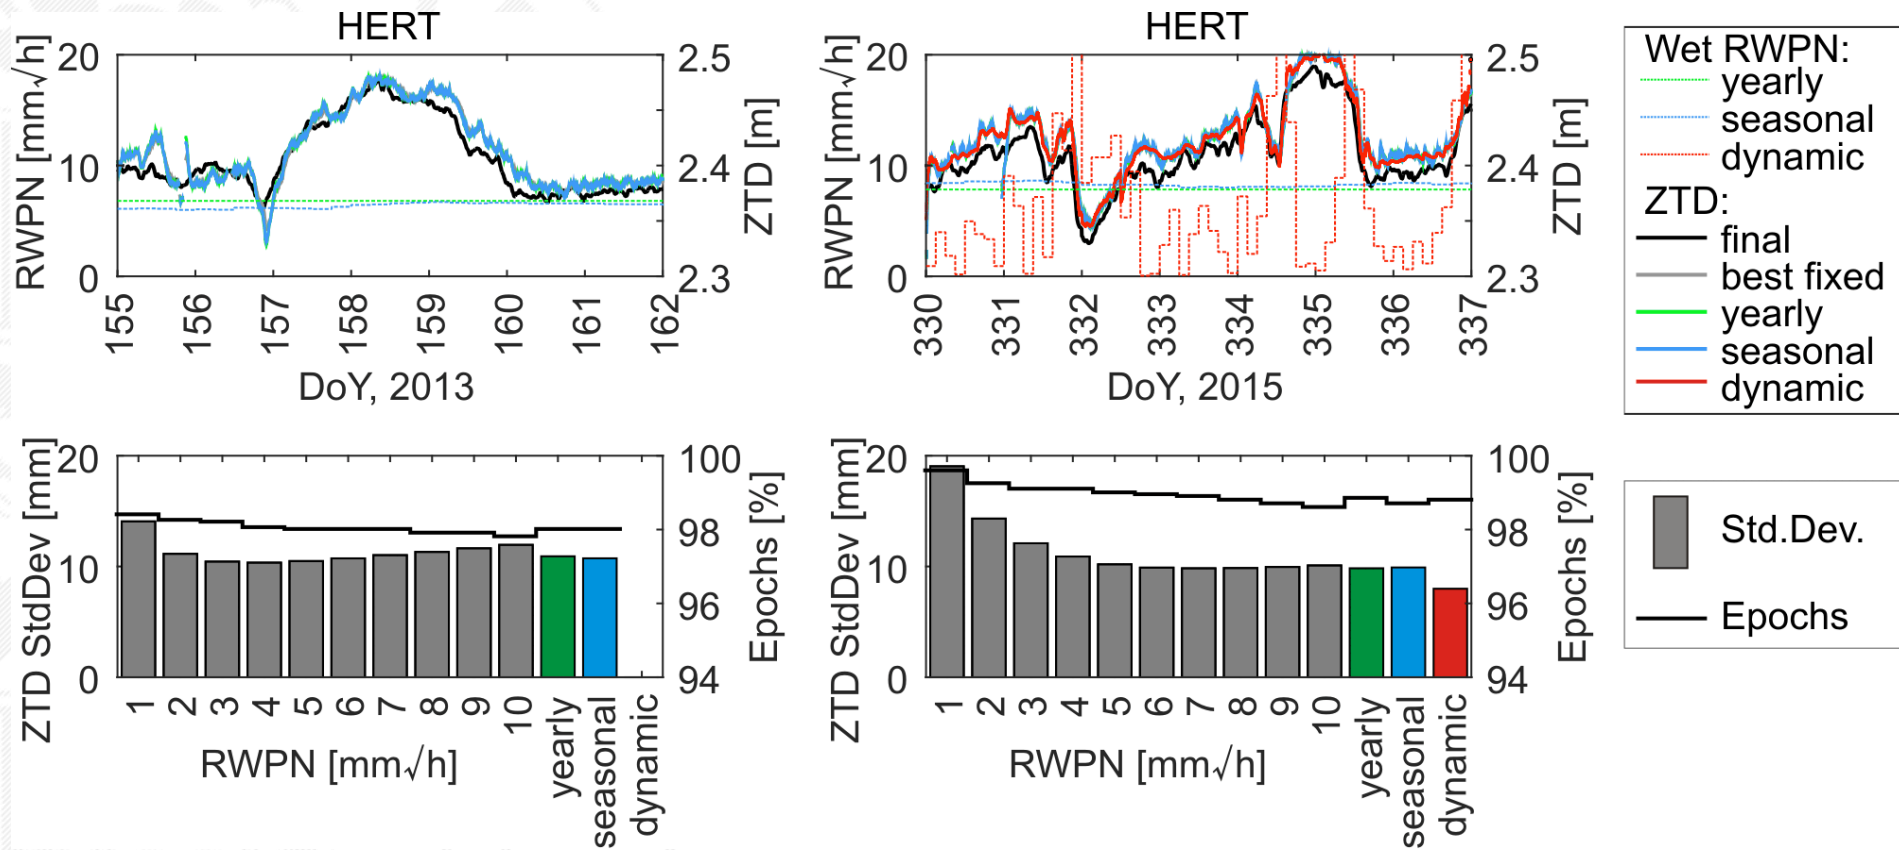 HERT
RWPN [mm√h]
20
10
0
2.5
2.4
2.3
ZTD [m]
155
156
157
158
159
160
161
162
DoY, 2013
HERT
RWPN [mm√h]
20
10
0
2.5
2.4
2.3
ZTD [m]
330
331
332
333
334
335
336
337
DoY, 2015
Wet RWPN:
yearly
seasonal
dynamic
ZTD:
final
best fixed
yearly
seasonal
dynamic
ZTD StdDev [mm]
20
10
0
100
98
96
94
Epochs [%]
1
2
3
4
5
6
7
8
9
10
yearly
seasonal
dynamic
RWPN [mm√h]
ZTD StdDev [mm]
20
10
0
100
98
96
94
Epochs [%]
1
2
3
4
5
6
7
8
9
10
yearly
seasonal
dynamic
RWPN [mm√h]
Std.Dev.
Epochs